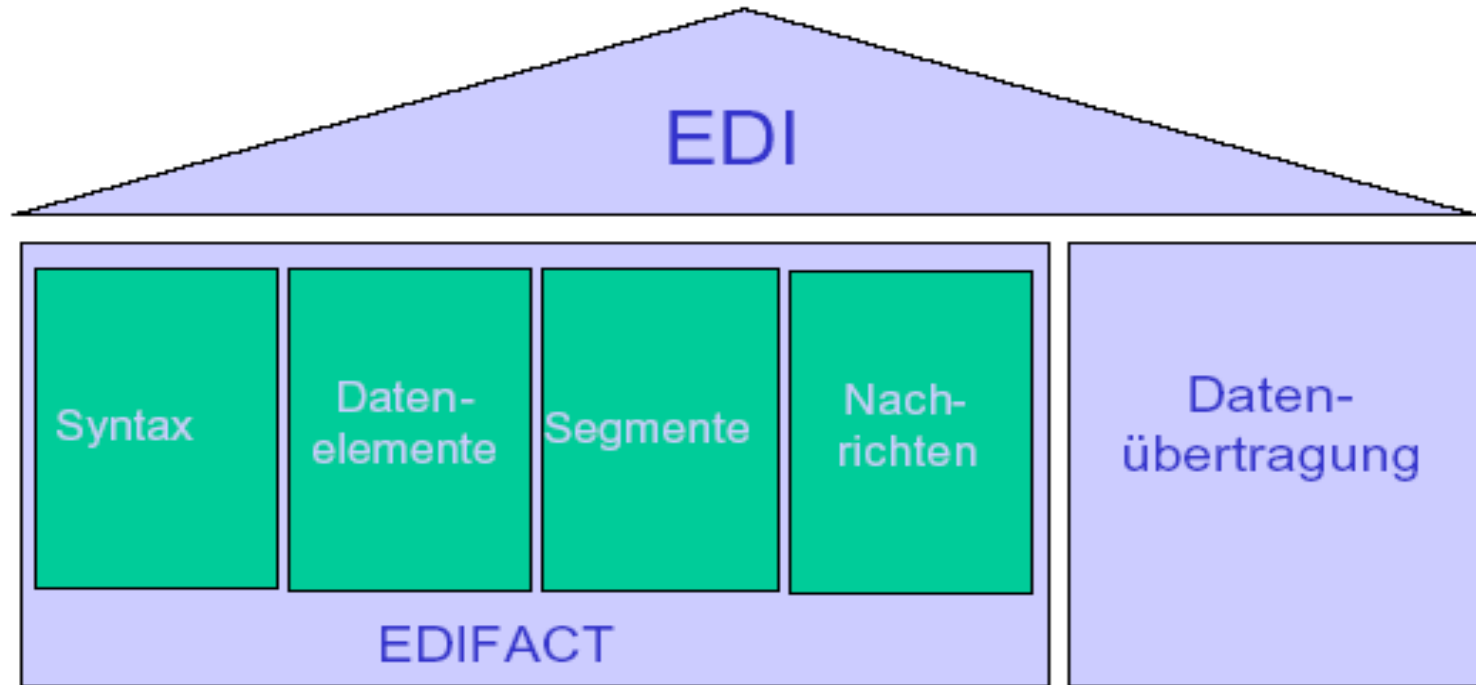 EDI
Syntax
Daten-
elemente
Segmente
Nach-
richten
EDIFACT
Daten-
übertragung